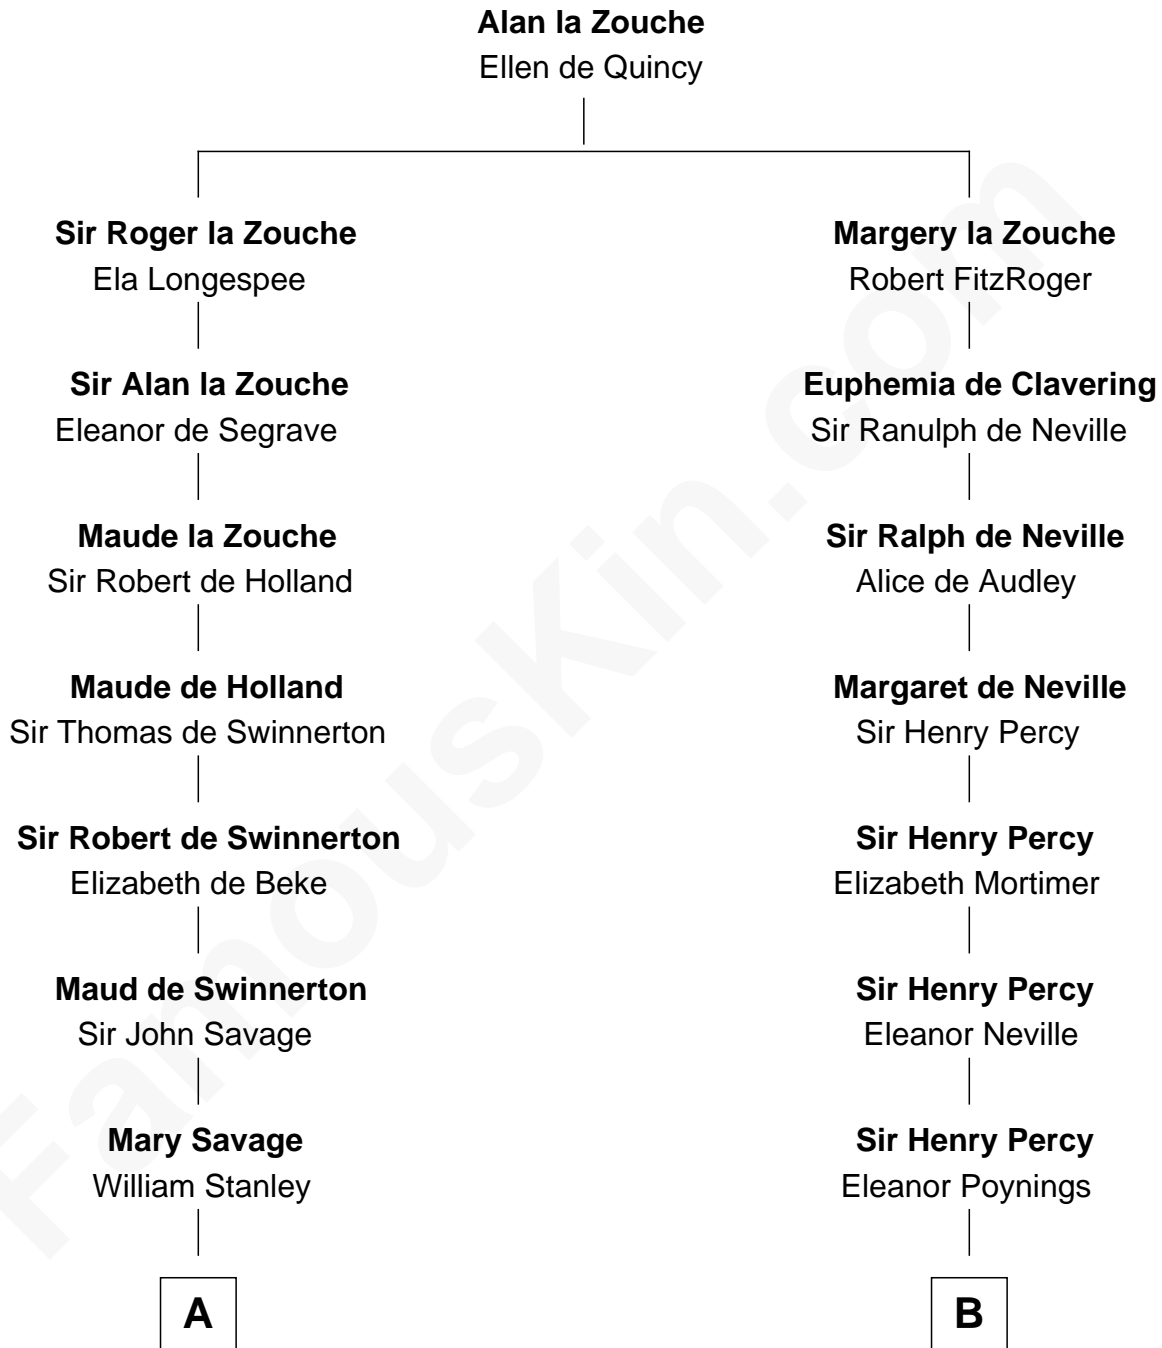 Alan la Zouche
Ellen de Quincy
Sir Roger la Zouche
Ela Longespee
Sir Alan la Zouche
Eleanor de Segrave
Maude la Zouche
Sir Robert de Holland
Maude de Holland
Sir Thomas de Swinnerton
Sir Robert de Swinnerton
Elizabeth de Beke
Maud de Swinnerton
Sir John Savage
Mary Savage
William Stanley
A
Margery la Zouche
Robert FitzRoger
Euphemia de Clavering
Sir Ranulph de Neville
Sir Ralph de Neville
Alice de Audley
Margaret de Neville
Sir Henry Percy
Sir Henry Percy
Elizabeth Mortimer
Sir Henry Percy
Eleanor Neville
Sir Henry Percy
Eleanor Poynings
B
FamousKin.com